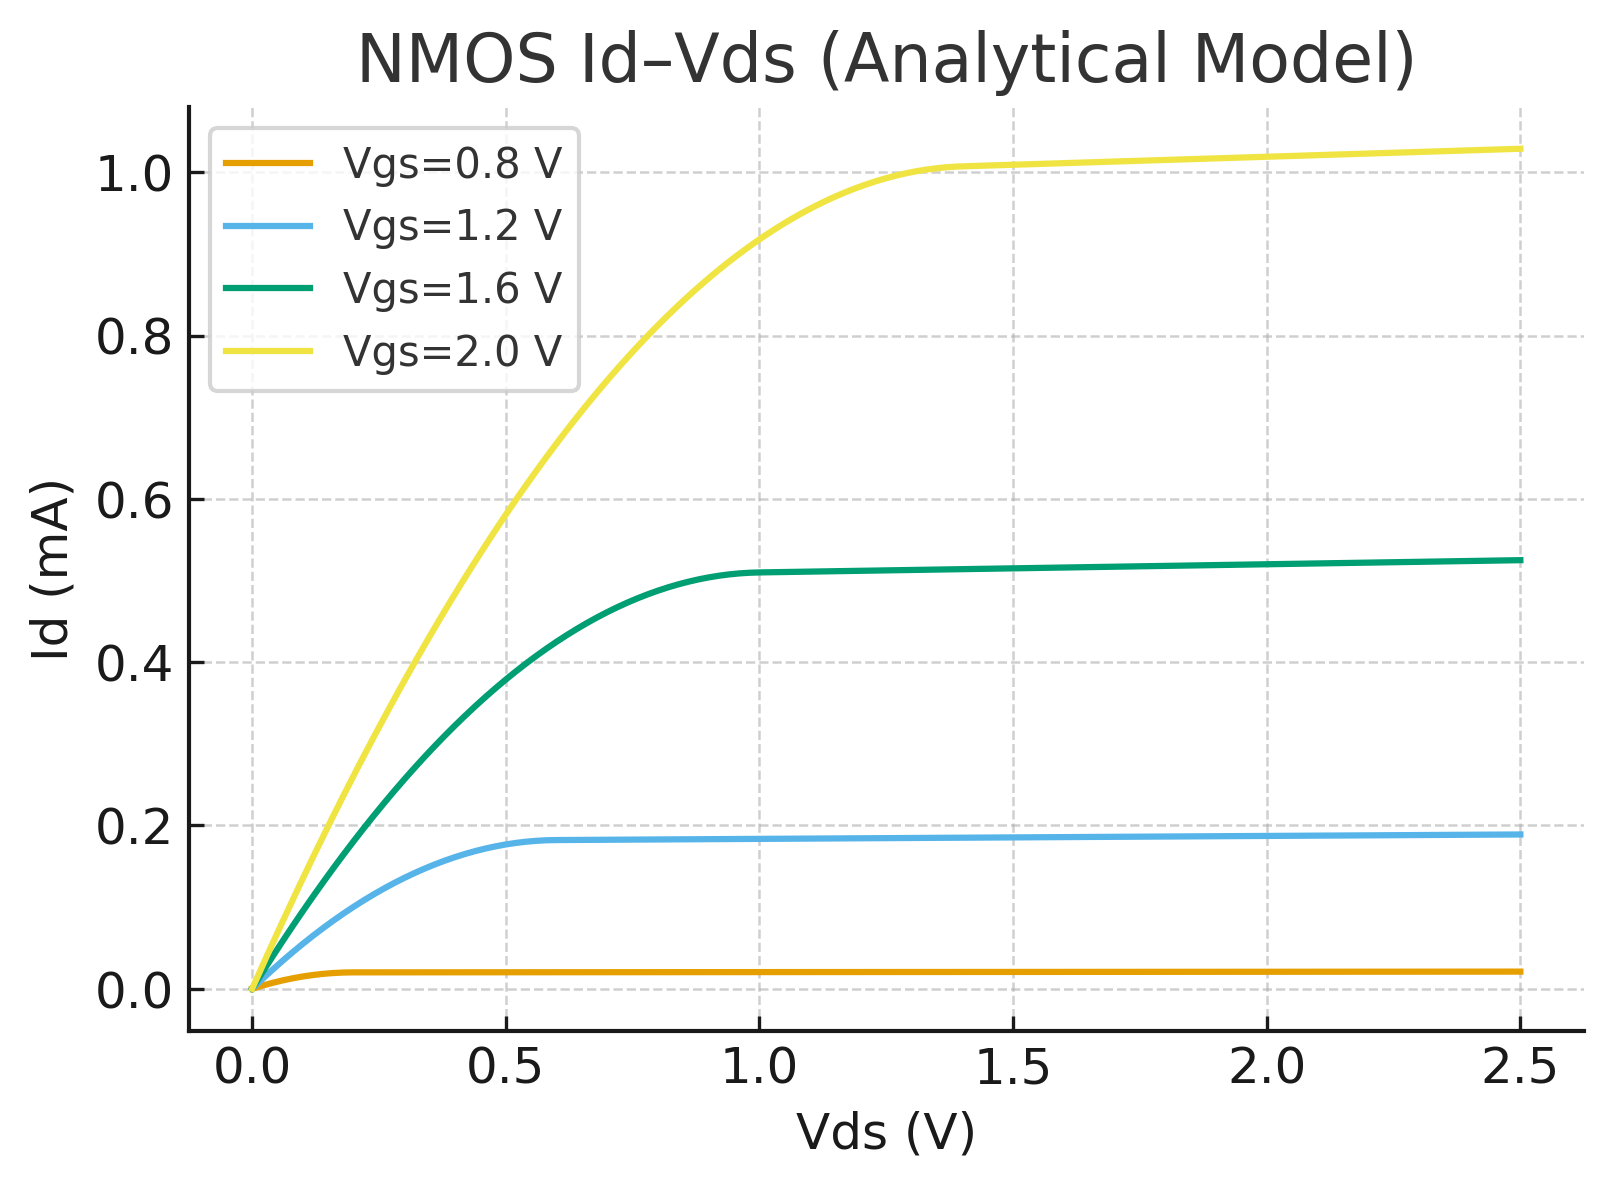 NMOS Id–Vds (Analytical Model)
Vgs=0.8 V
Vgs=1.2 V
Vgs=1.6 V
Vgs=2.0 V
1.0
0.8
0.6
0.4
0.2
0.0
Id (mA)
0.0 0.5 1.0 1.5 2.0 2.5
Vds (V)